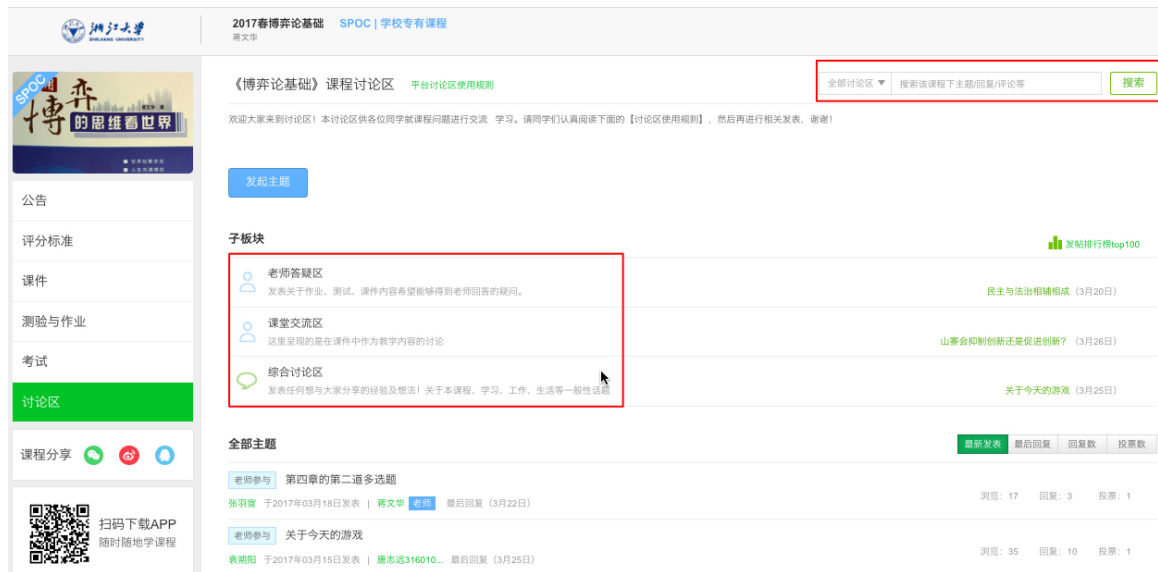 浙江大学
ZHEJIANG UNIVERSITY
2017春博弈论基础 SPOC | 学校专有课程
蒋文华
SPOC
博弈
的思维看世界
公告
评分标准
课件
测验与作业
考试
讨论区
课程分享
扫码下载APP
随时随地学课程
《博弈论基础》课程讨论区 平台讨论区使用规则
全部讨论区 ▼ 搜索该课程下主题/回复/评论等 搜索
欢迎大家来到讨论区！本讨论区供各位同学就课程问题进行交流 学习。请同学们认真阅读下面的【讨论区使用规则】，然后再进行相关发表，谢谢!
发起主题
子板块 发帖排行榜top100
老师答疑区
发表关于作业、测试、课件内容希望能够得到老师回答的疑问。 民主与法治相辅相成（3月20日）
课堂交流区
这里呈现的是在课件中作为教学内容的讨论 山寨会抑制创新还是促进创新？（3月26日）
综合讨论区
发表任何想与大家分享的经验及想法！关于本课程、学习、工作、生活等一般性话题 关于今天的游戏（3月25日）
全部主题 最新发表 最后回复 回复数 投票数
老师参与 第四章的第二道多选题
张羽宣 于2017年03月18日发表 | 蒋文华 老师 最后回复（3月22日） 浏览：17 回复：3 投票：1
老师参与 关于今天的游戏
袁朔阳 于2017年03月15日发表 | 唐志远316010... 最后回复（3月25日） 浏览：35 回复：10 投票：1